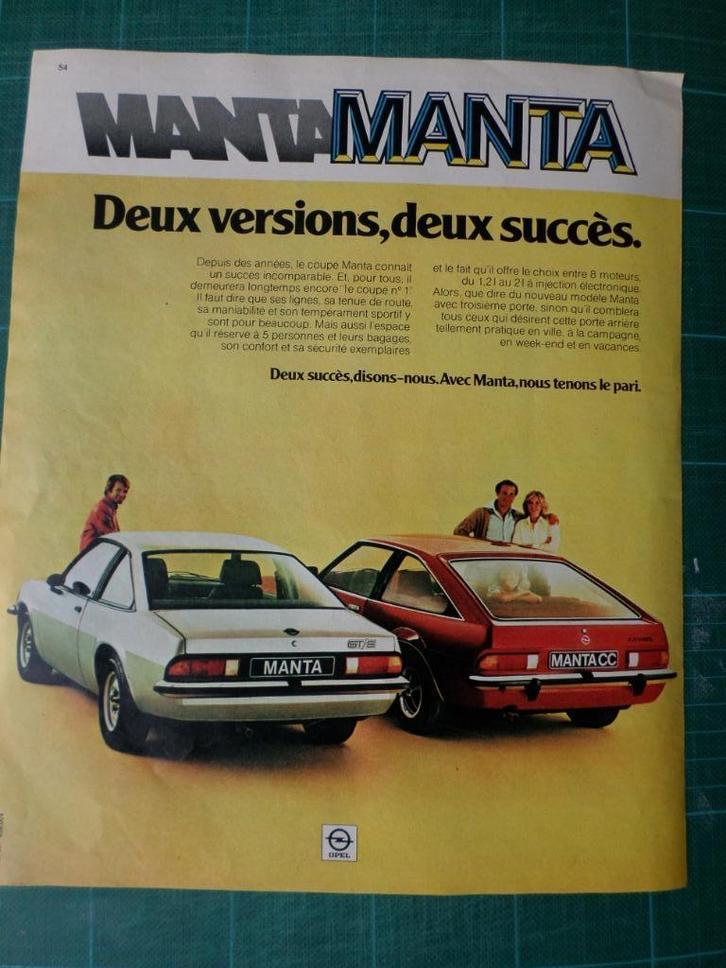 54
MANTA MANTA
Deux versions, deux succès.
Depuis des années, le coupé Manta connaît
un succès incomparable. Et, pour tous, il
demeurera longtemps encore "le coupé n° 1".
Il faut dire que ses lignes, sa tenue de route,
sa maniabilité et son tempérament sportif y
sont pour beaucoup. Mais aussi l'espace
qu'il réserve à 5 personnes et leurs bagages,
son confort et sa sécurité exemplaires
et le fait qu'il offre le choix entre 8 moteurs,
du 1,2 l au 2 l à injection électronique.
Alors, que dire du nouveau modèle Manta
avec troisième porte, sinon qu'il comblera
tous ceux qui désirent cette porte arrière
tellement pratique en ville, à la campagne,
en week-end et en vacances.
Deux succès, disons-nous. Avec Manta, nous tenons le pari.
GT/E
MANTA
MANTA CC
OPEL